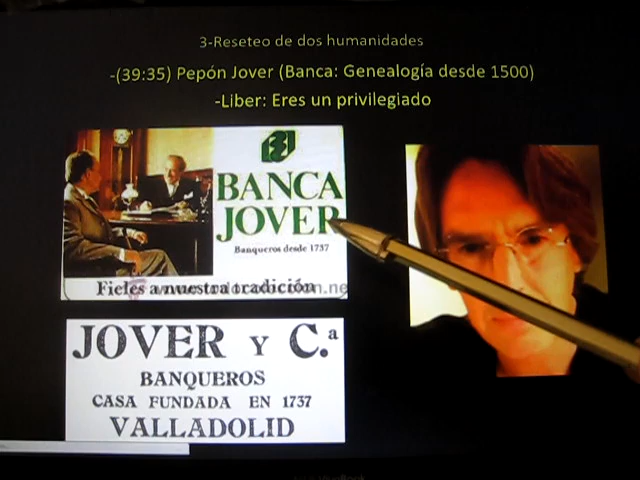 3-Reseteo de dos humanidades
-(39:35) Pepón Jover (Banca: Genealogía desde 1500)
-Liber: Eres un privilegiado
BANCA
JOVER
Banqueros desde 1737
Fieles a nuestra tradición
JOVER Y C.ª
BANQUEROS
CASA FUNDADA EN 1737
VALLADOLID